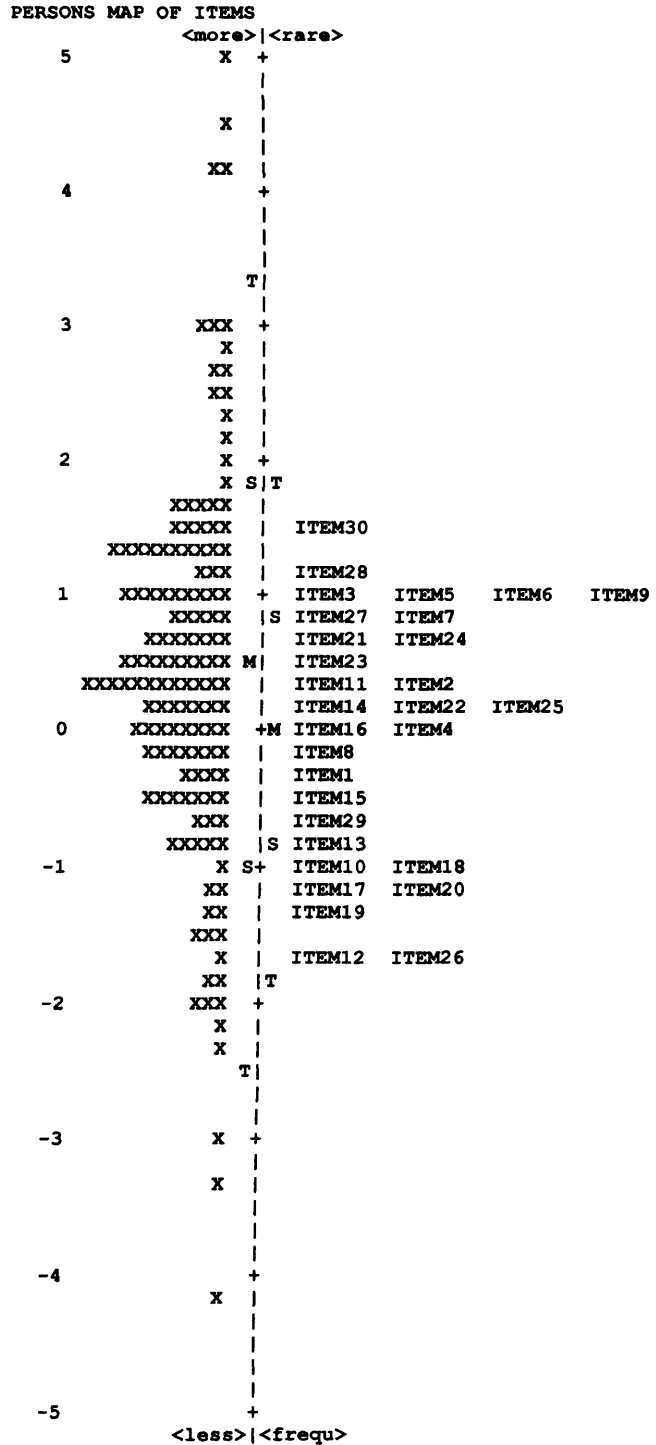 PERSONS MAP OF ITEMS
<more>|<rare>
5 X +
|
|
X |
|
XX |
4 +
|
|
|
T|
|
3 XXX +
X |
XX |
XX |
X |
X |
2 X +
X S|T
XXXXX |
XXXXX | ITEM30
XXXXXXXXXX |
XXX | ITEM28
1 XXXXXXXXX + ITEM3 ITEM5 ITEM6 ITEM9
XXXXX |S ITEM27 ITEM7
XXXXXXX | ITEM21 ITEM24
XXXXXXXXX M| ITEM23
XXXXXXXXXXXX | ITEM11 ITEM2
XXXXXXX | ITEM14 ITEM22 ITEM25
0 XXXXXXXX +M ITEM16 ITEM4
XXXXXXX | ITEM8
XXXX | ITEM1
XXXXXXX | ITEM15
XXX | ITEM29
XXXXX |S ITEM13
-1 X S+ ITEM10 ITEM18
XX | ITEM17 ITEM20
XX | ITEM19
XXX |
X | ITEM12 ITEM26
XX |T
-2 XXX +
X |
X |
T|
|
|
-3 X +
|
X |
|
|
|
-4 +
X |
|
|
|
|
-5 +
<less>|<frequ>